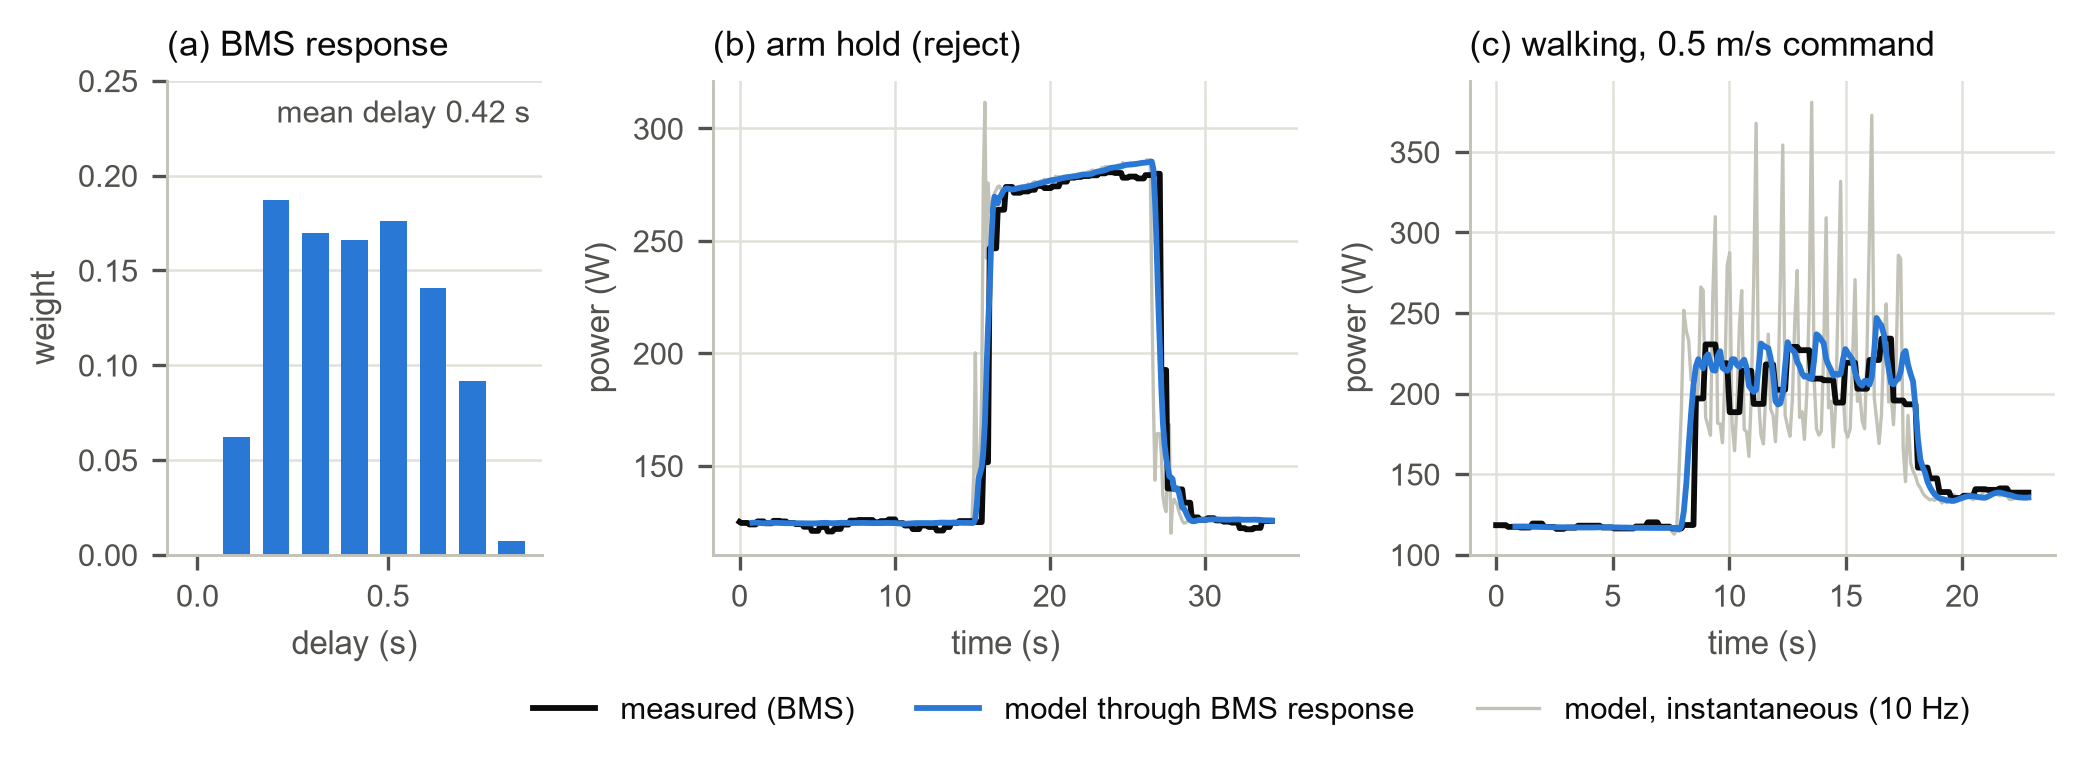 (a) BMS response
mean delay 0.42 s
weight
0.25
0.20
0.15
0.10
0.05
0.00
0.0
0.5
delay (s)
(b) arm hold (reject)
power (W)
300
250
200
150
0
10
20
30
time (s)
(c) walking, 0.5 m/s command
power (W)
350
300
250
200
150
100
0
5
10
15
20
time (s)
measured (BMS)
model through BMS response
model, instantaneous (10 Hz)